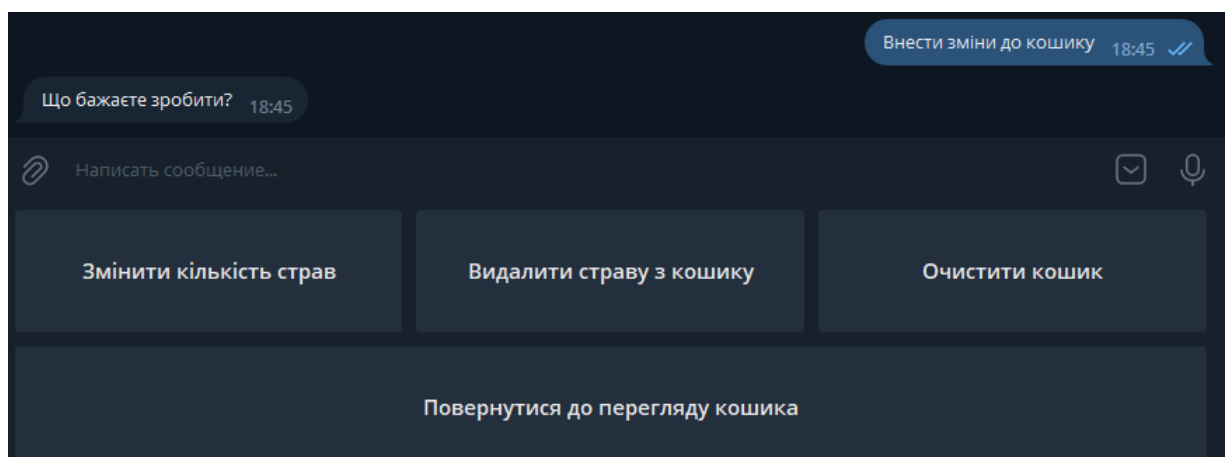 Внести зміни до кошику 18:45
Що бажаєте зробити? 18:45
Написать сообщение...
Змінити кількість страв
Видалити страву з кошику
Очистити кошик
Повернутися до перегляду кошика